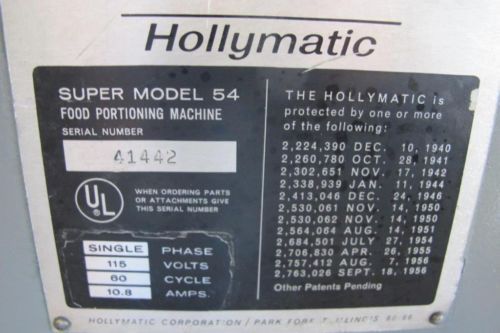 Hollymatic
SUPER MODEL 54
FOOD PORTIONING MACHINE
SERIAL NUMBER
41442
UL
WHEN ORDERING PARTS
OR ATTACHMENTS GIVE
THIS SERIAL NUMBER
SINGLE PHASE
115 VOLTS
60 CYCLE
10.8 AMPS.
THE HOLLYMATIC IS
protected by one or more
of the following:
2,224,390 DEC. 10, 1940
2,260,780 OCT. 28, 1941
2,302,651 NOV. 17, 1942
2,338,939 JAN. 11, 1944
2,413,046 DEC. 24, 1946
2,530,061 NOV. 14, 1950
2,530,062 NOV. 14, 1950
2,564,064 AUG. 14, 1951
2,684,501 JULY 27, 1954
2,706,830 APR. 26, 1955
2,757,412 AUG. 7, 1956
2,763,026 SEPT. 18, 1956
Other Patents Pending
HOLLYMATIC CORPORATION / PARK